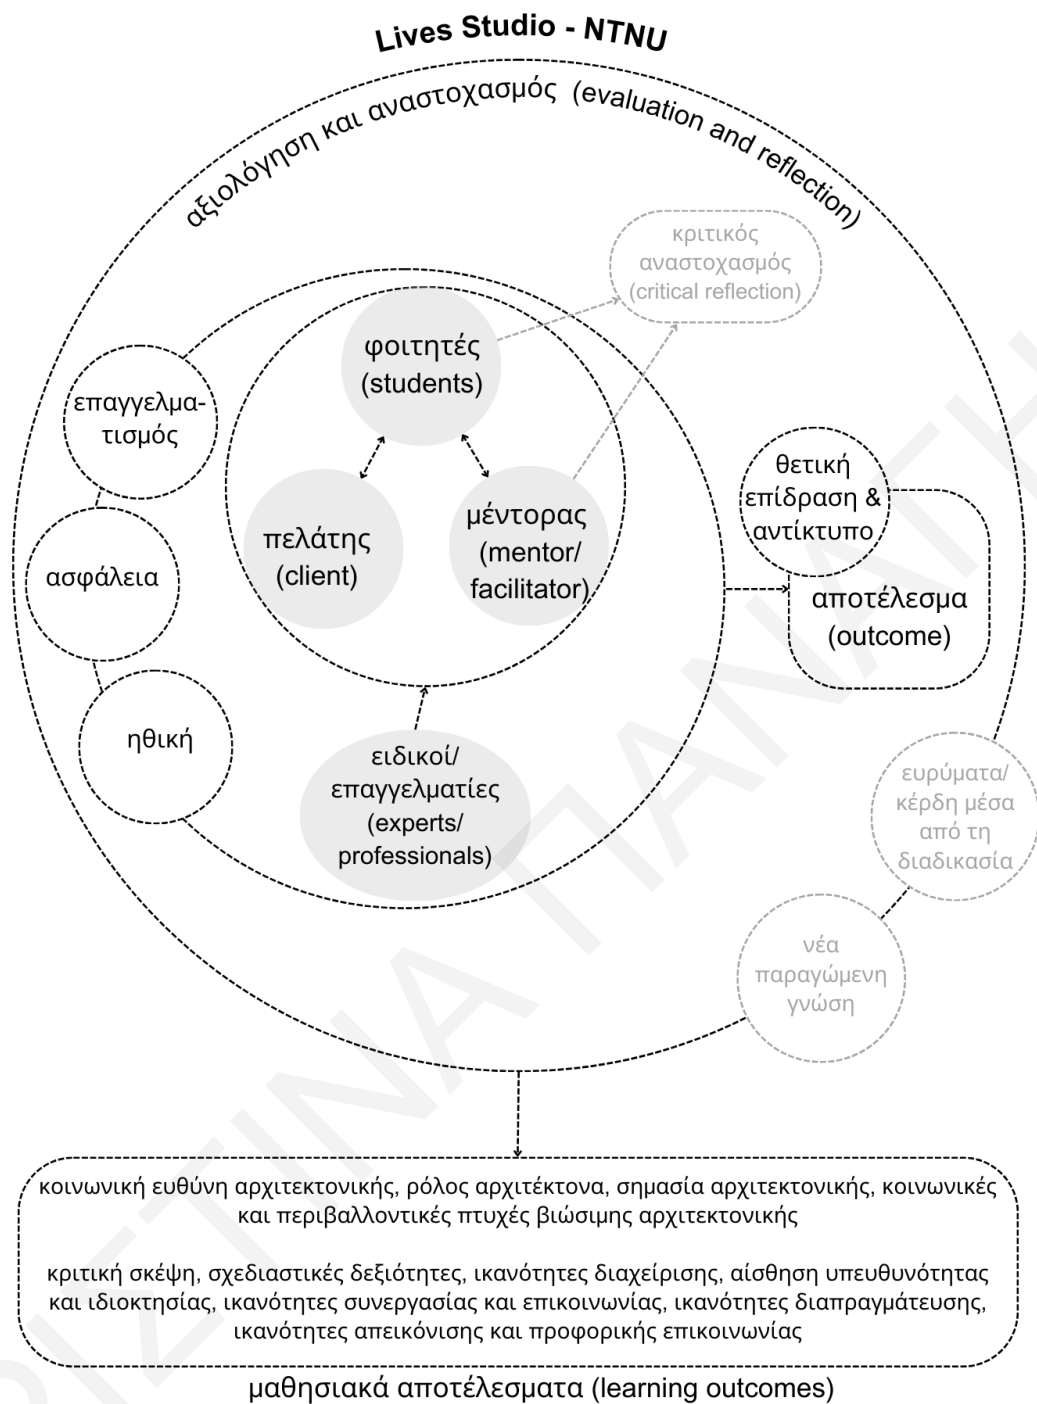 Lives Studio - NTNU
αξιολόγηση και αναστοχασμός (evaluation and reflection)
κριτικός
αναστοχασμός
(critical reflection)
φοιτητές
(students)
επαγγελμα-
τισμός
πελάτης
(client)
μέντορας
(mentor/
facilitator)
θετική
επίδραση &
αντίκτυπο
ασφάλεια
αποτέλεσμα
(outcome)
ηθική
ειδικοί/
επαγγελματίες
(experts/
professionals)
ευρύματα/
κέρδη μέσα
από τη
διαδικασία
νέα
παραγώμενη
γνώση
κοινωνική ευθύνη αρχιτεκτονικής, ρόλος αρχιτέκτονα, σημασία αρχιτεκτονικής, κοινωνικές
και περιβαλλοντικές πτυχές βιώσιμης αρχιτεκτονικής
κριτική σκέψη, σχεδιαστικές δεξιότητες, ικανότητες διαχείρισης, αίσθηση υπευθυνότητας
και ιδιοκτησίας, ικανότητες συνεργασίας και επικοινωνίας, ικανότητες διαπραγμάτευσης,
ικανότητες απεικόνισης και προφορικής επικοινωνίας
μαθησιακά αποτέλεσματα (learning outcomes)